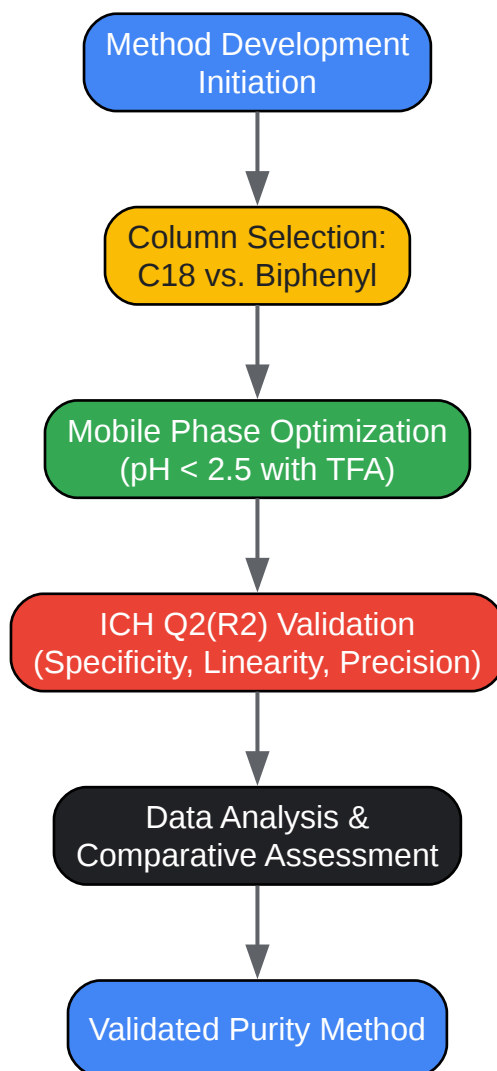 Method Development
Initiation
Column Selection:
C18 vs. Biphenyl
Mobile Phase Optimization
(pH < 2.5 with TFA)
ICH Q2(R2) Validation
(Specificity, Linearity, Precision)
Data Analysis &
Comparative Assessment
Validated Purity Method